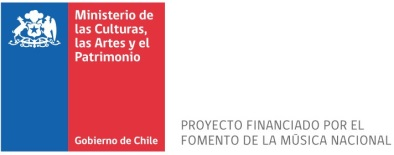 Ministerio de
las Culturas,
las Artes y el
Patrimonio
Gobierno de Chile
PROYECTO FINANCIADO POR EL
FOMENTO DE LA MÚSICA NACIONAL